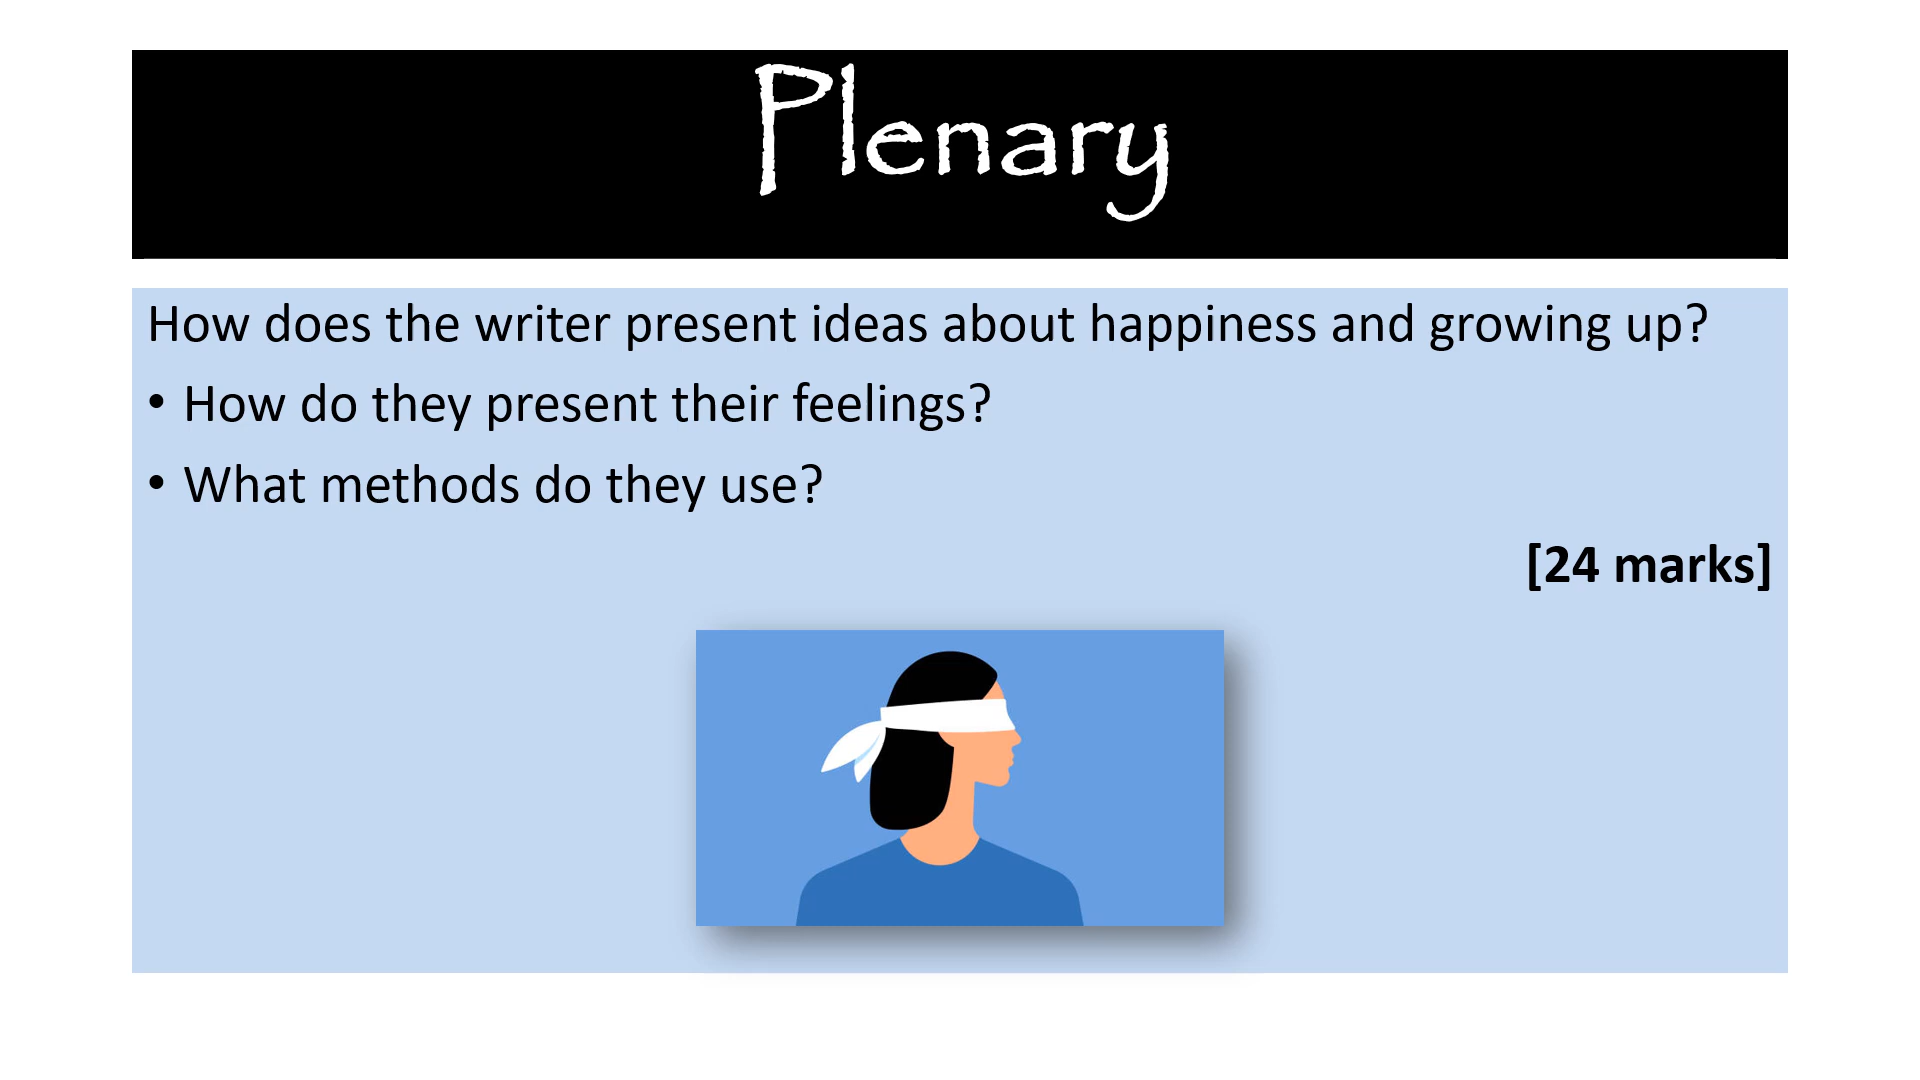 Plenary
How does the writer present ideas about happiness and growing up?
• How do they present their feelings?
• What methods do they use?
[24 marks]